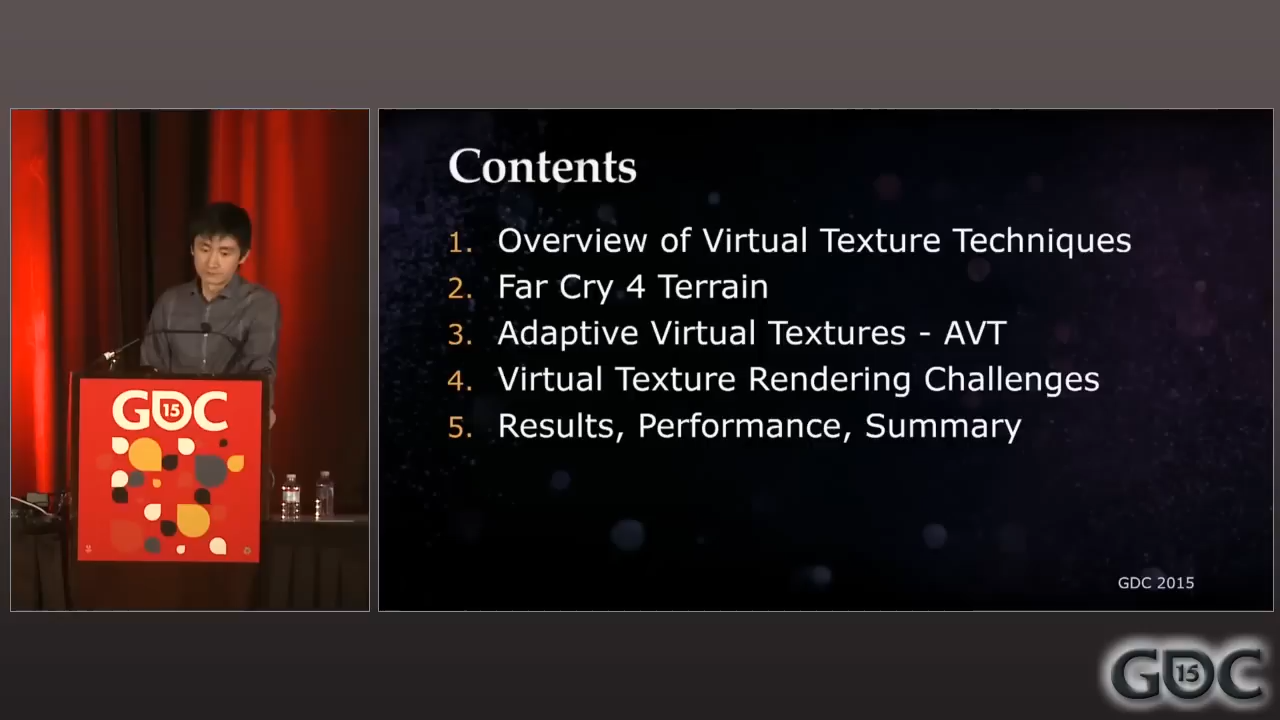 Contents
1. Overview of Virtual Texture Techniques
2. Far Cry 4 Terrain
3. Adaptive Virtual Textures - AVT
4. Virtual Texture Rendering Challenges
5. Results, Performance, Summary
GDC 2015
GDC 15
GDC 15